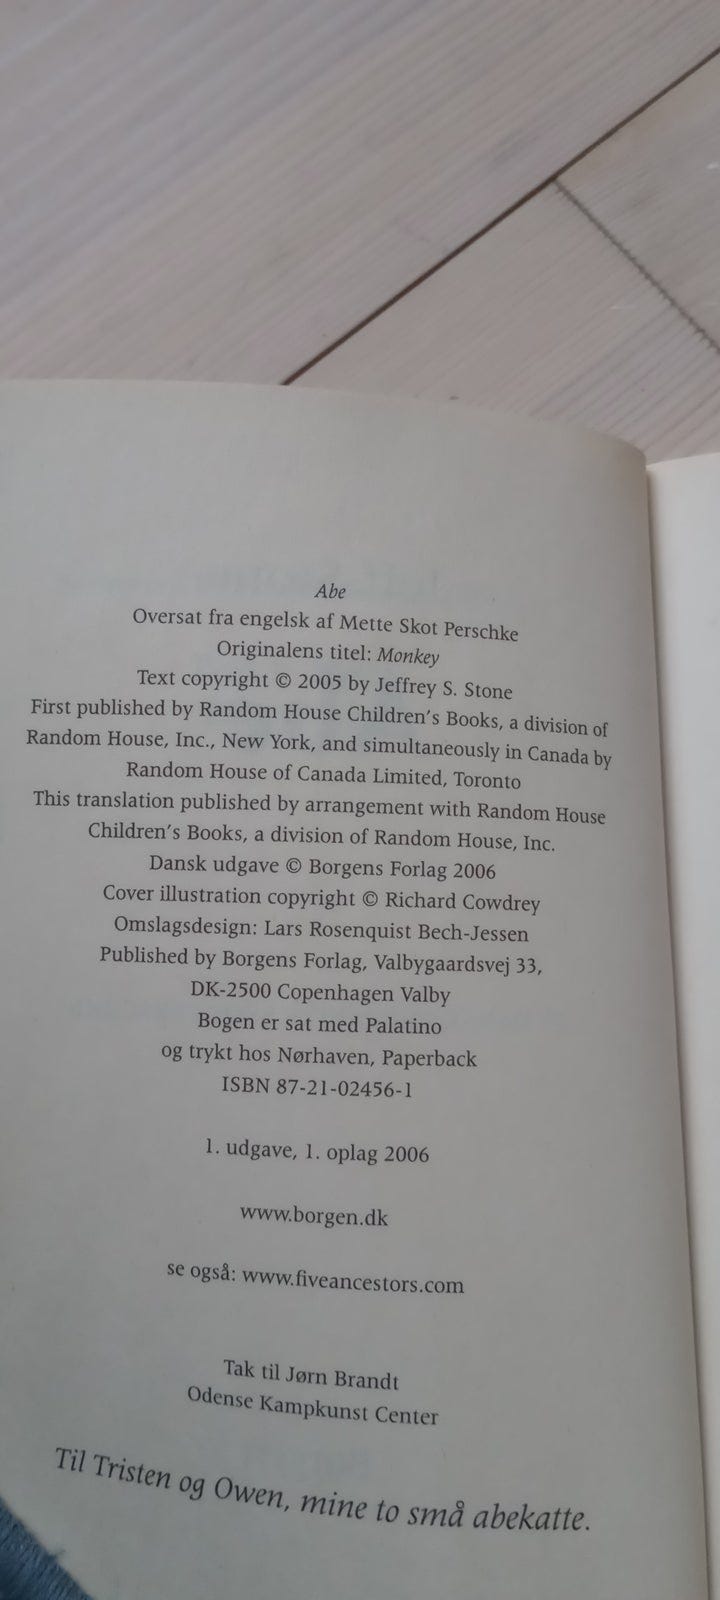 Abe
Oversat fra engelsk af Mette Skot Perschke
Originalens titel: Monkey
Text copyright © 2005 by Jeffrey S. Stone
First published by Random House Children's Books, a division of
Random House, Inc., New York, and simultaneously in Canada by
Random House of Canada Limited, Toronto
This translation published by arrangement with Random House
Children's Books, a division of Random House, Inc.
Dansk udgave © Borgens Forlag 2006
Cover illustration copyright © Richard Cowdrey
Omslagsdesign: Lars Rosenquist Bech-Jessen
Published by Borgens Forlag, Valbygaardsvej 33,
DK-2500 Copenhagen Valby
Bogen er sat med Palatino
og trykt hos Nørhaven, Paperback
ISBN 87-21-02456-1
1. udgave, 1. oplag 2006
www.borgen.dk
se også: www.fiveancestors.com
Tak til Jørn Brandt
Odense Kampkunst Center
Til Tristen og Owen, mine to små abekatte.